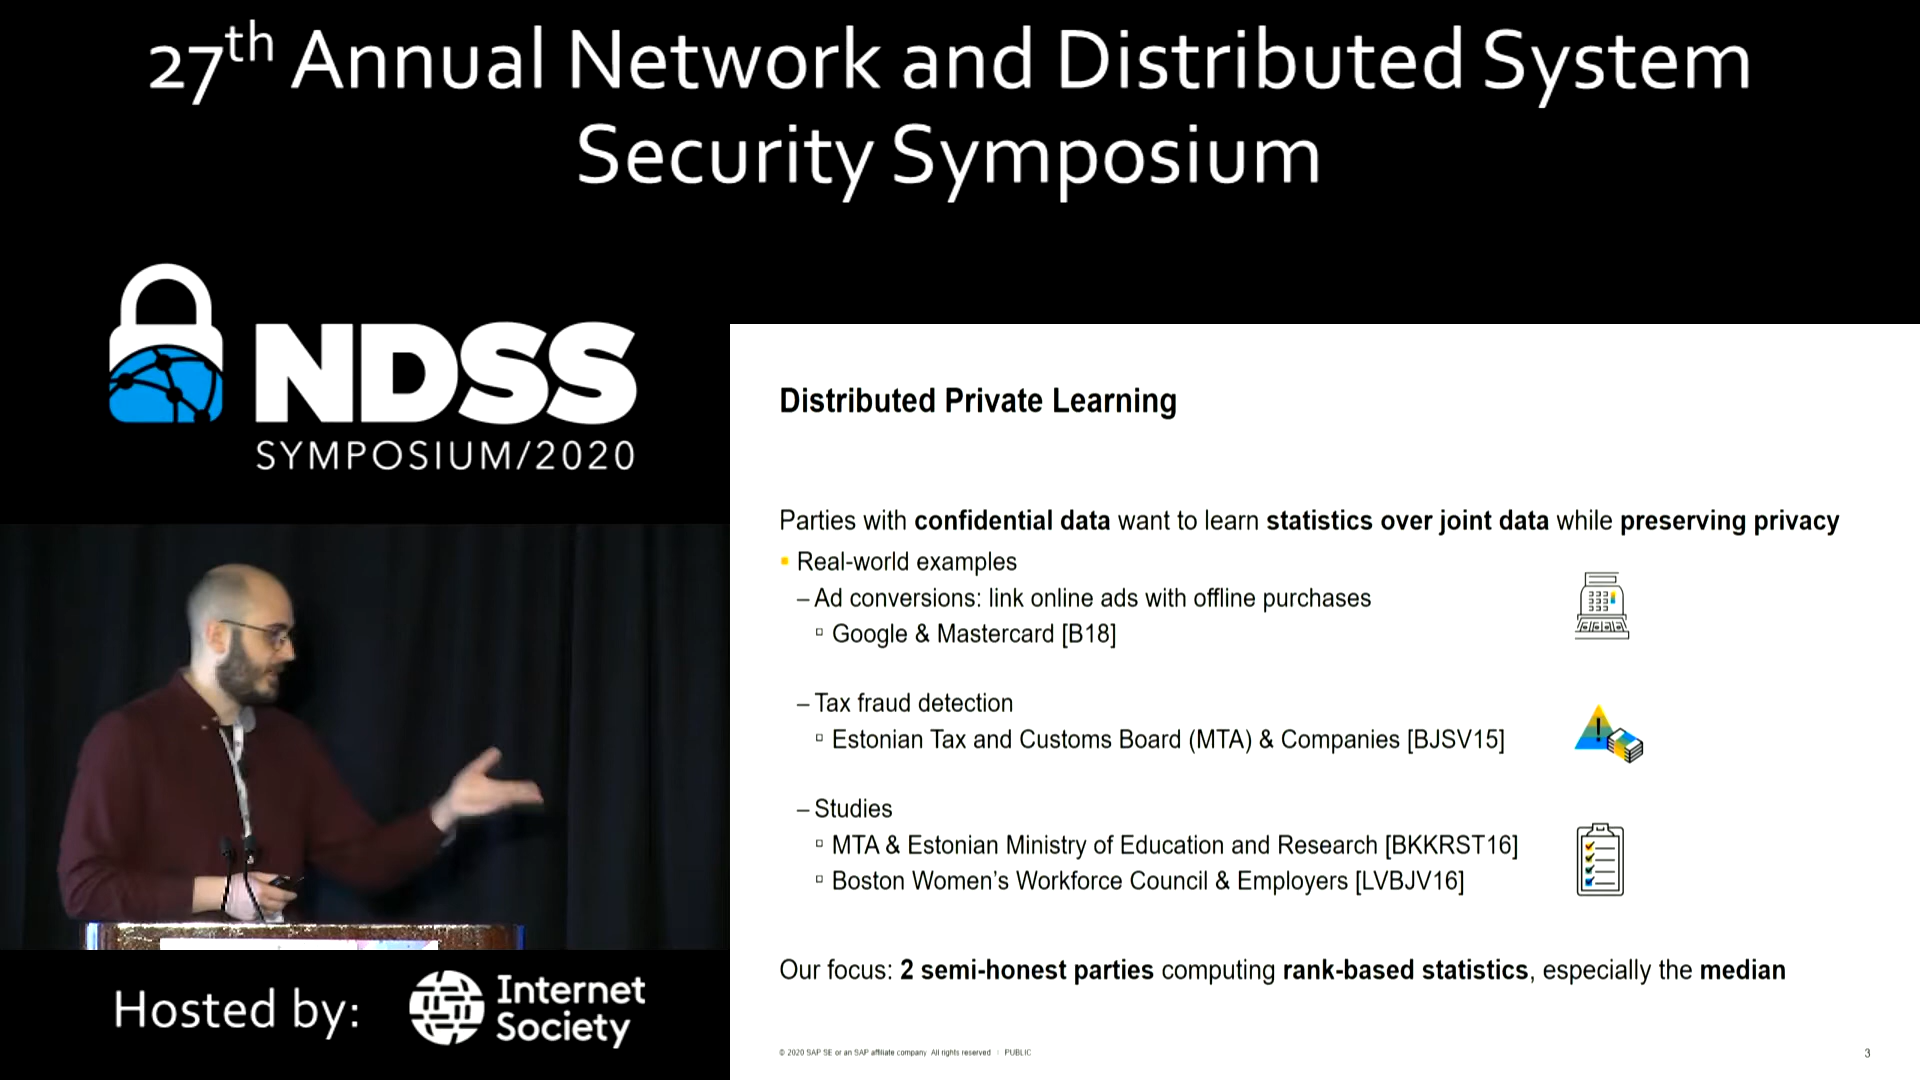 27th Annual Network and Distributed System
Security Symposium
NDSS
SYMPOSIUM/2020
Distributed Private Learning
Parties with confidential data want to learn statistics over joint data while preserving privacy
Real-world examples
– Ad conversions: link online ads with offline purchases
Google & Mastercard [B18]
– Tax fraud detection
Estonian Tax and Customs Board (MTA) & Companies [BJSV15]
– Studies
MTA & Estonian Ministry of Education and Research [BKKRST16]
Boston Women's Workforce Council & Employers [LVBJV16]
Our focus: 2 semi-honest parties computing rank-based statistics, especially the median
© 2020 SAP SE or an SAP affiliate company. All rights reserved. | PUBLIC
3
Hosted by:
Internet
Society